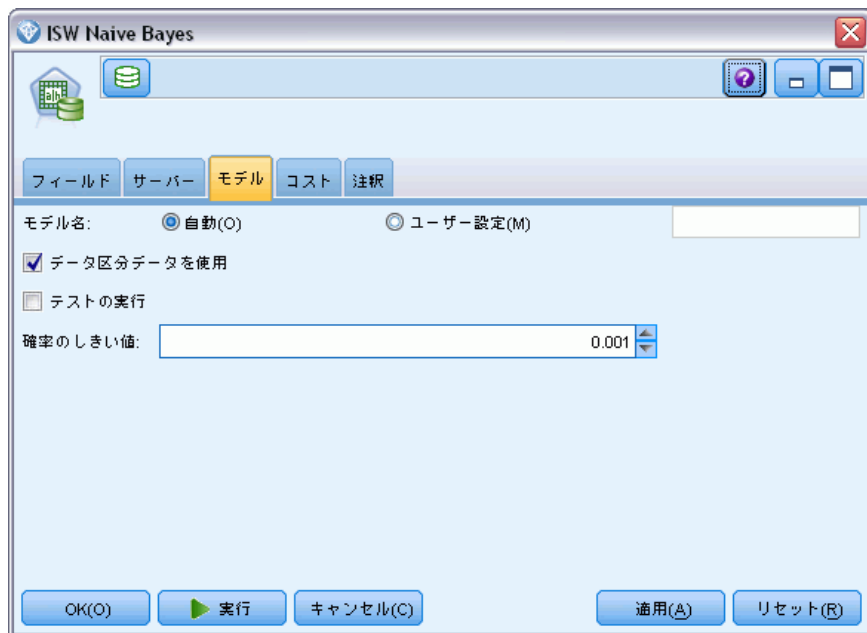 ISW Naive Bayes
フィールド サーバー モデル コスト 注釈
モデル名: 自動(O) ユーザー設定(M)
データ区分データを使用
テストの実行
確率のしきい値: 0.001
OK(O) 実行 キャンセル(C) 適用(A) リセット(R)